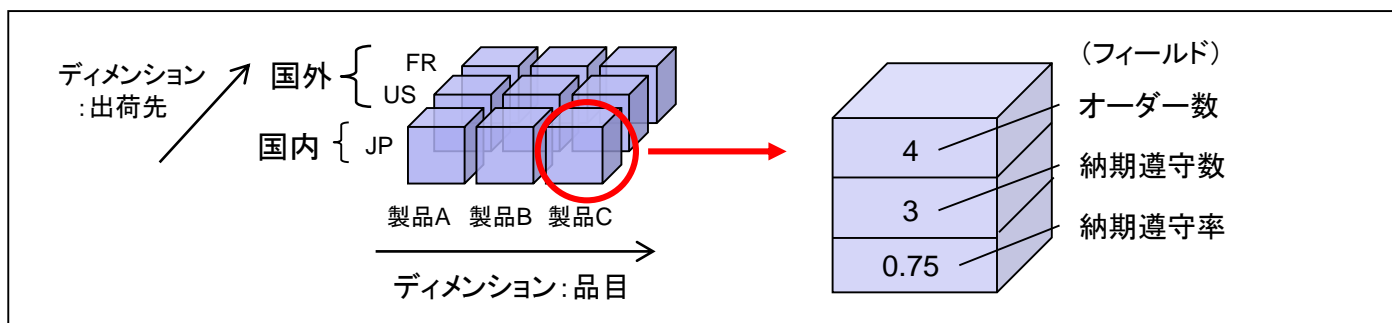 ディメンション
:出荷先
国外
FR
US
国内
JP
製品A 製品B 製品C
ディメンション:品目
(フィールド)
オーダー数
4
納期遵守数
3
納期遵守率
0.75